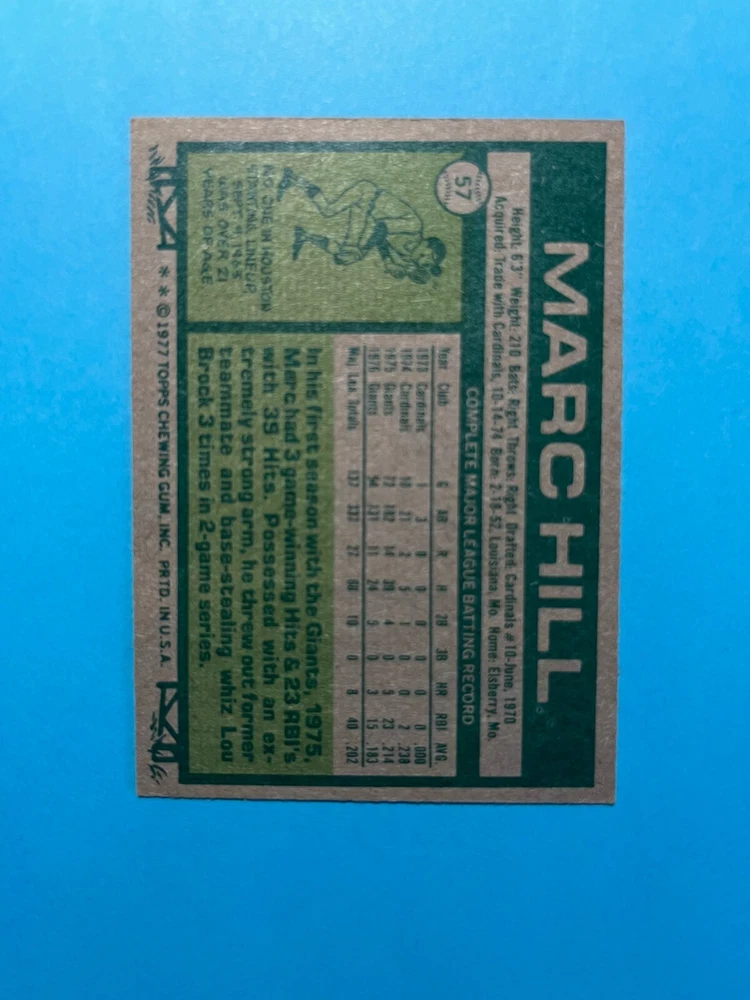 57
MARC HILL
Height: 6'3" Weight: 210 Bats: Right Throws: Right Drafted: Cardinals #10-June, 1970
Acquired: Trade with Cardinals, 10-14-74 Born: 2-18-52, Louisiana, Mo. Home: Elsberry, Mo.
COMPLETE MAJOR LEAGUE BATTING RECORD
Year Club G AB R H 2B 3B HR RBI AVG.
1973 Cardinals 1 3 0 0 0 0 0 0 .000
1974 Cardinals 10 21 2 5 1 0 0 2 .238
1975 Giants 72 182 14 39 4 0 5 23 .214
1976 Giants 54 131 11 24 5 0 3 15 .183
Maj. Lea. Totals 137 337 27 68 10 0 8 40 .202
NO ONE IN HOUSTON
STARTING LINEUP
SEPT.
WAS OVER 21
YEARS OF AGE
In his first season with the Giants, 1975,
Marc had 3 game-winning Hits & 23 RBI's
with 39 Hits. Possessed with an ex-
tremely strong arm, he threw out former
teammate and base-stealing whiz Lou
Brock 3 times in 2-game series.
* * © 1977 TOPPS CHEWING GUM, INC. PRTD. IN U.S.A.